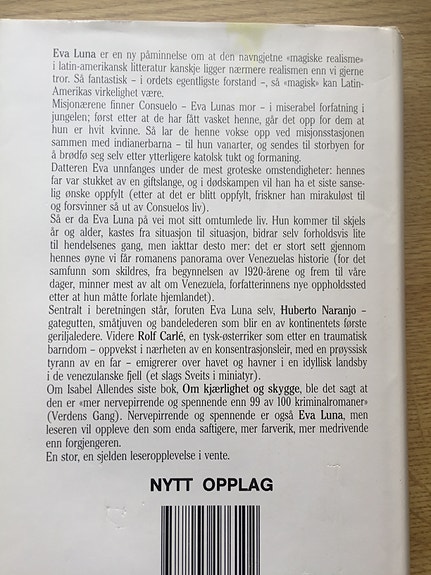 Eva Luna er en ny påminnelse om at den navngjetne «magiske realisme»
i latin-amerikansk litteratur kanskje ligger nærmere realismen enn vi gjerne
tror. Så fantastisk – i ordets egentligste forstand –, så «magisk» kan Latin-
Amerikas virkelighet være.
Misjonærene finner Consuelo – Eva Lunas mor – i miserabel forfatning i
jungelen; først etter at de har fått vasket henne, går det opp for dem at
hun er hvit kvinne. Så lar de henne vokse opp ved misjonsstasjonen
sammen med indianerbarna – til hun vanarter, og sendes til storbyen for
å brødfø seg selv etter ytterligere katolsk tukt og formaning.
Datteren Eva unnfanges under de mest groteske omstendigheter: hennes
far var stukket av en giftslange, og i dødskampen vil han ha et siste sanse-
lig ønske oppfylt (etter at det er blitt oppfylt, friskner han mirakuløst til
og forsvinner så ut av Consuelos liv).
Så er da Eva Luna på vei mot sitt omtumlede liv. Hun kommer til skjels
år og alder, kastes fra situasjon til situasjon, bidrar selv forholdsvis lite
til hendelsenes gang, men iakttar desto mer: det er stort sett gjennom
hennes øyne vi får romanens panorama over Venezuelas historie (for det
samfunn som skildres, fra begynnelsen av 1920-årene og frem til våre
dager, minner mest av alt om Venezuela, forfatterinnens nye oppholdssted
etter at hun måtte forlate hjemlandet).
Sentralt i beretningen står, foruten Eva Luna selv, Huberto Naranjo –
gategutten, småtjuven og bandelederen som blir en av kontinentets første
geriljaledere. Videre Rolf Carlé, en tysk-østerriker som etter en traumatisk
barndom – oppvekst i nærheten av en konsentrasjonsleir, med en prøyssisk
tyrann av en far – emigrerer over havet og havner i en idyllisk landsby
i de venezulanske fjell (et slags Sveits i miniatyr).
Om Isabel Allendes siste bok, Om kjærlighet og skygge, ble det sagt at
den er «mer nervepirrende og spennende enn 99 av 100 kriminalromaner»
(Verdens Gang). Nervepirrende og spennende er også Eva Luna, men
leseren vil oppleve den som enda saftigere, mer farverik, mer medrivende
enn forgjengeren.
En stor, en sjelden leseropplevelse i vente.
NYTT OPPLAG